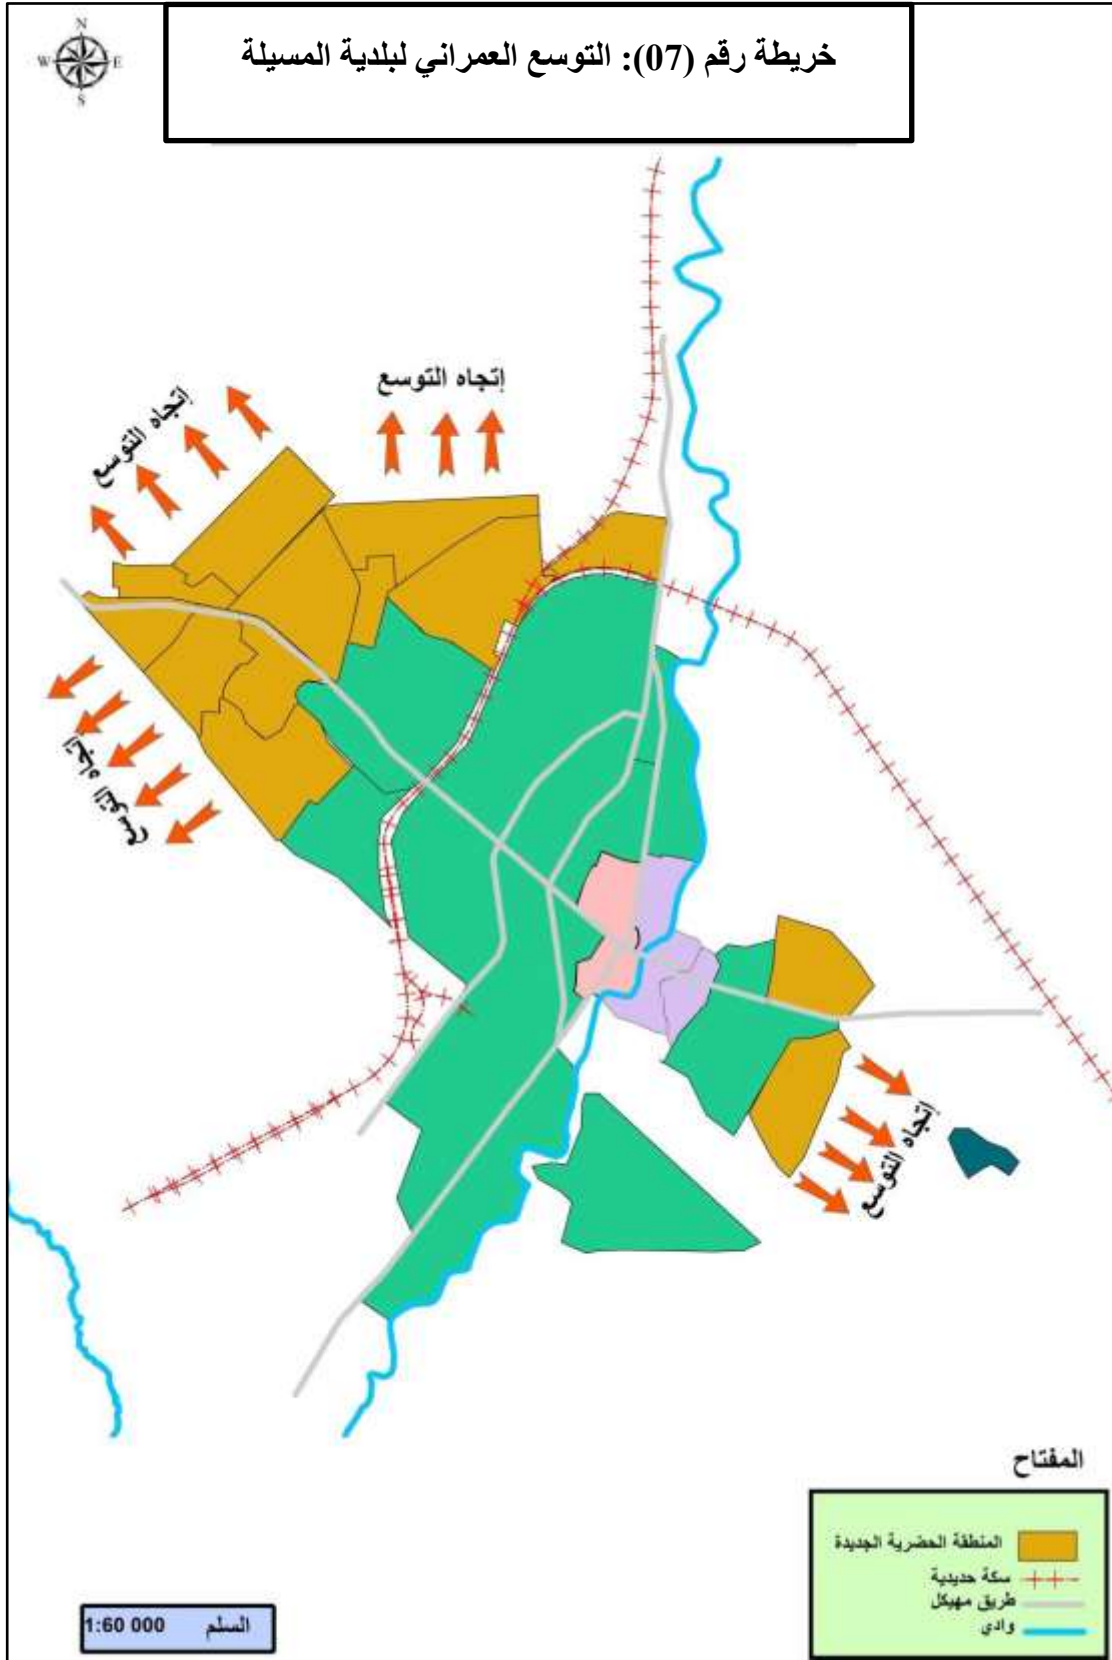 خريطة رقم (07): التوسع العمراني لبلدية المسيلة
N
W E
S
إتجاه التوسع
إتجاه التوسع
إتجاه التوسع
إتجاه التوسع
المفتاح
المنطقة الحضرية الجديدة
سكة حديدية
طريق مهيكل
وادي
السلم 1:60 000